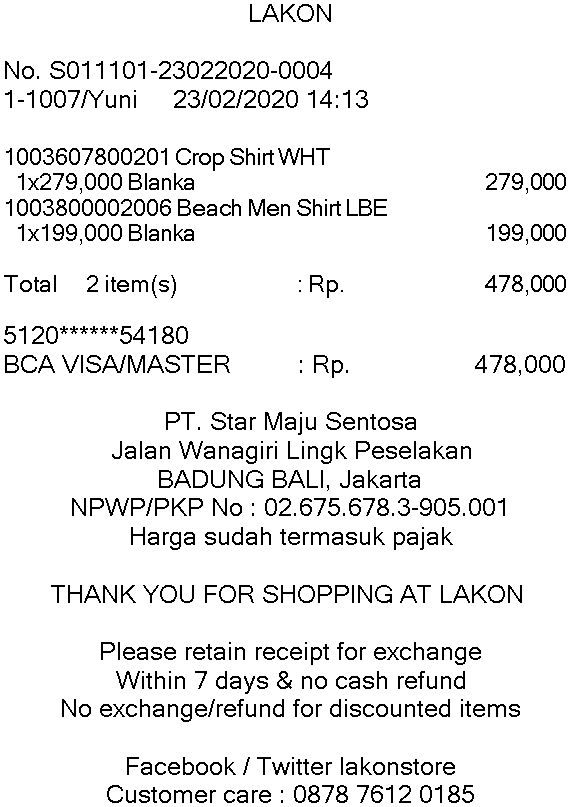 LAKON
No. S011101-23022020-0004
1-1007/Yuni 23/02/2020 14:13
1003607800201 Crop Shirt WHT
1x279,000 Blanka 279,000
1003800002006 Beach Men Shirt LBE
1x199,000 Blanka 199,000
Total 2 item(s) : Rp. 478,000
5120******54180
BCA VISA/MASTER : Rp. 478,000
PT. Star Maju Sentosa
Jalan Wanagiri Lingk Peselakan
BADUNG BALI, Jakarta
NPWP/PKP No : 02.675.678.3-905.001
Harga sudah termasuk pajak
THANK YOU FOR SHOPPING AT LAKON
Please retain receipt for exchange
Within 7 days & no cash refund
No exchange/refund for discounted items
Facebook / Twitter lakonstore
Customer care : 0878 7612 0185